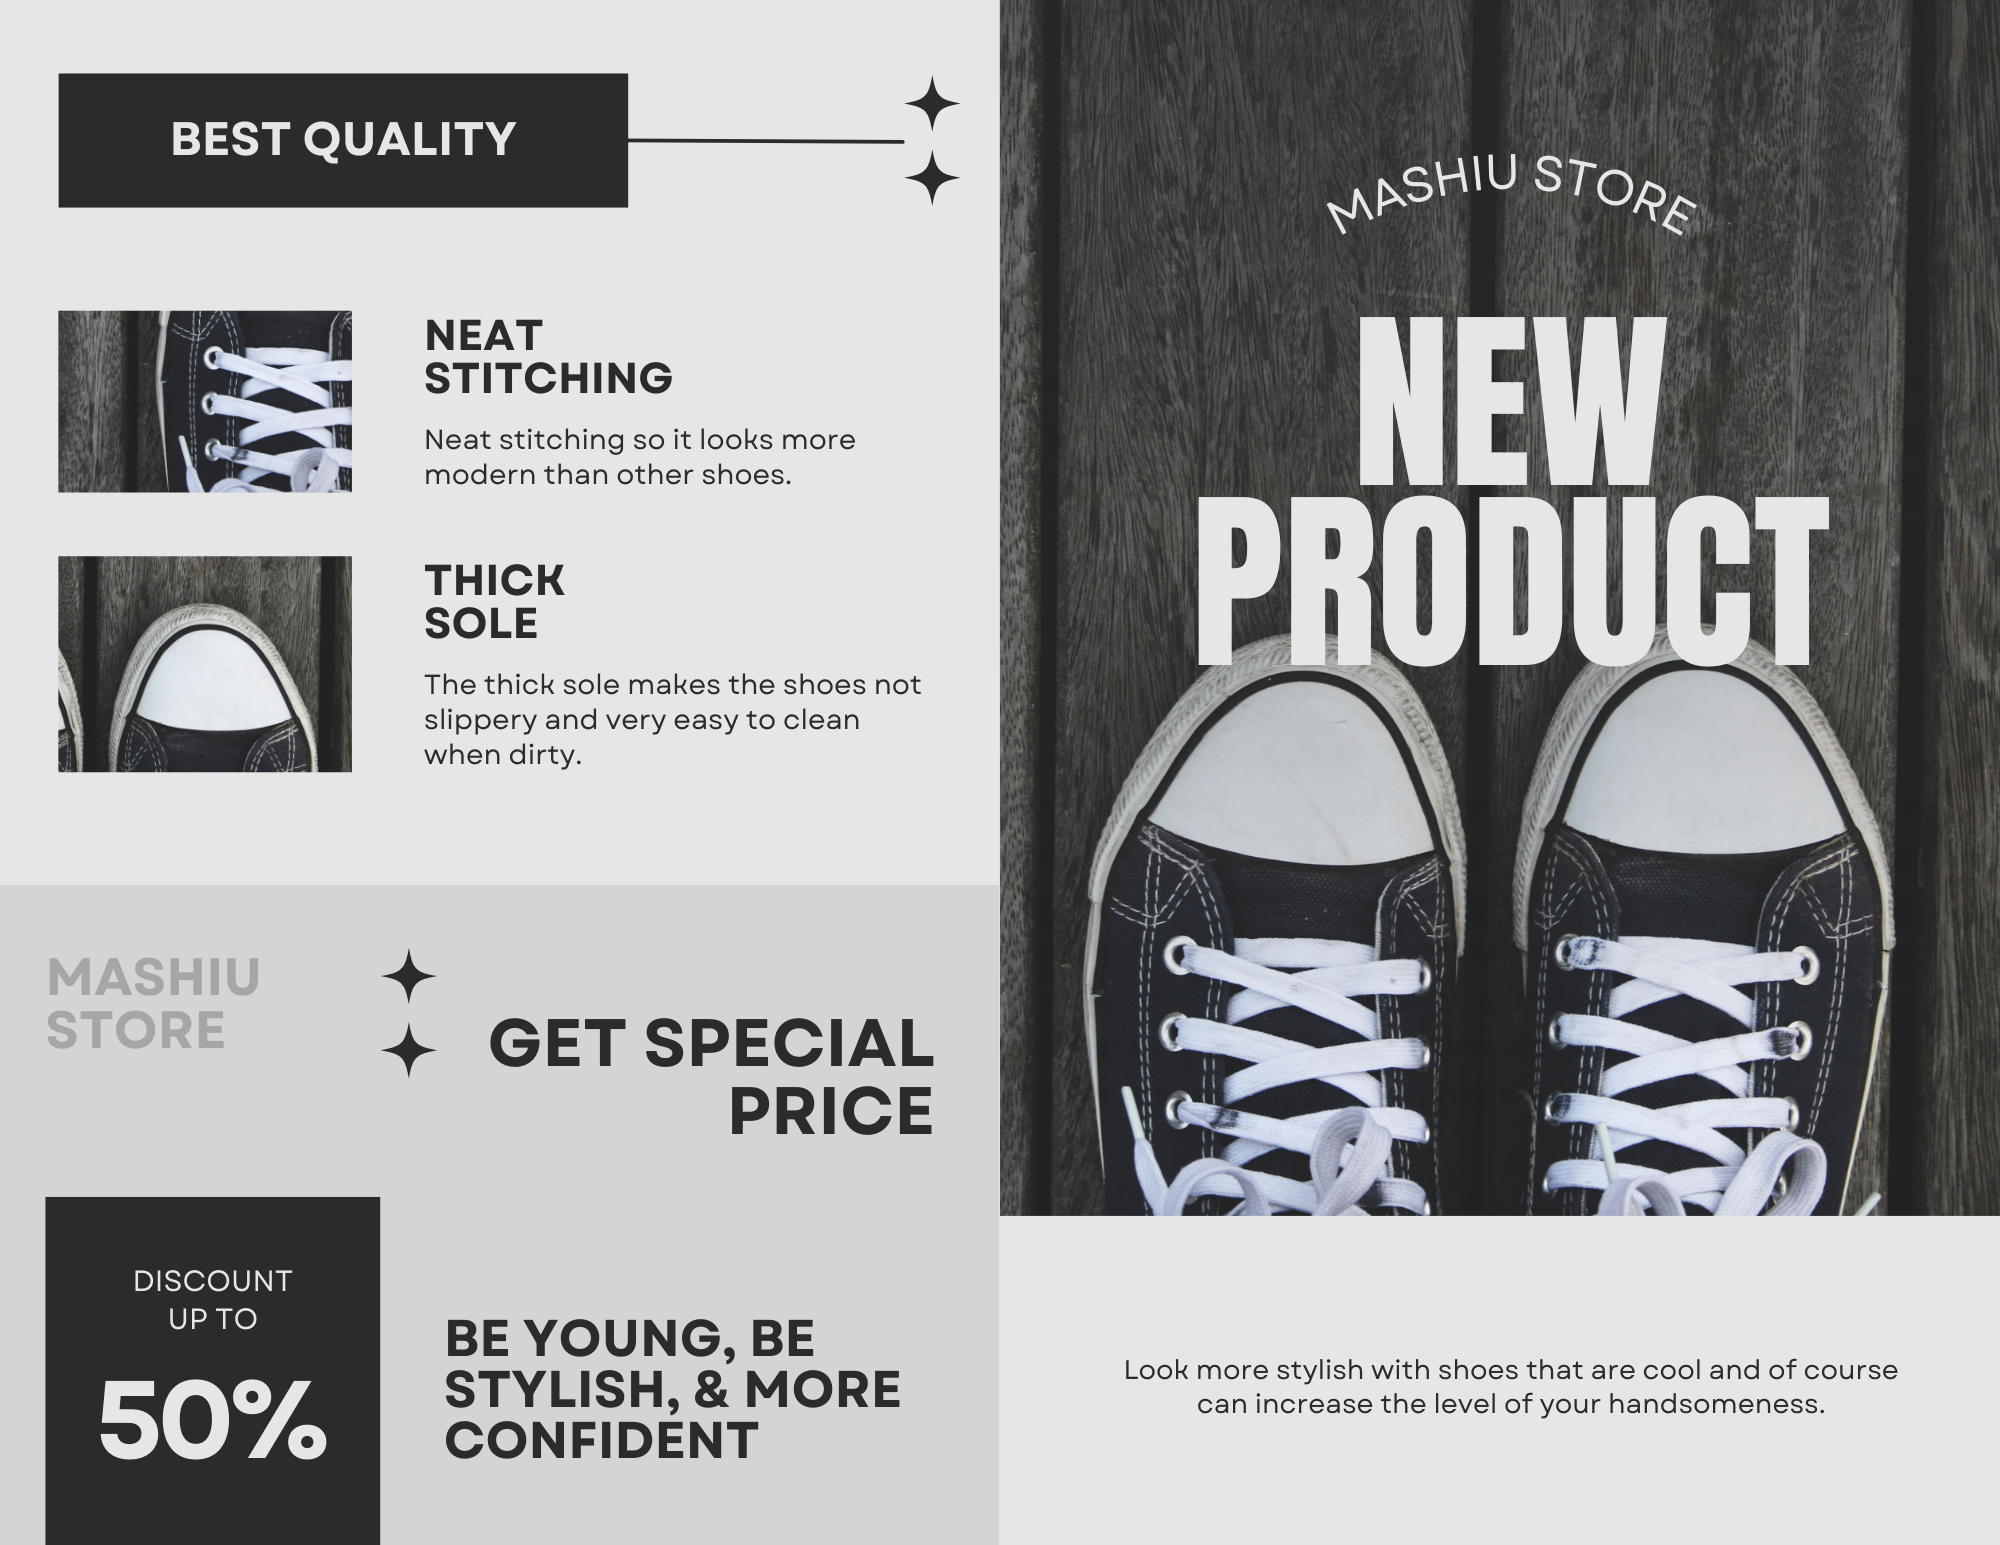 BEST QUALITY
NEAT
STITCHING
Neat stitching so it looks more
modern than other shoes.
THICK
SOLE
The thick sole makes the shoes not
slippery and very easy to clean
when dirty.
MASHIU
STORE
GET SPECIAL
PRICE
DISCOUNT
UP TO
50%
BE YOUNG, BE
STYLISH, & MORE
CONFIDENT
MASHIU STORE
NEW
PRODUCT
Look more stylish with shoes that are cool and of course
can increase the level of your handsomeness.